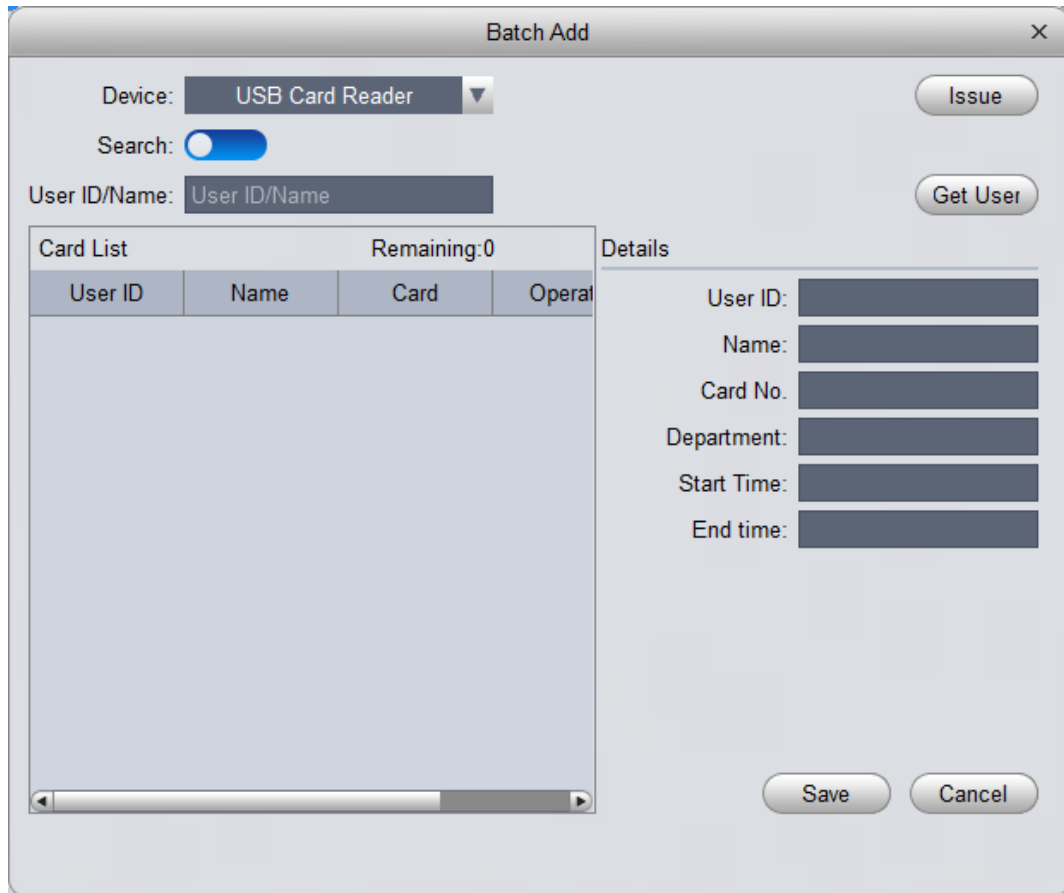 Batch Add
Device: USB Card Reader Issue
Search:
User ID/Name: User ID/Name Get User
Card List Remaining:0 Details
User ID Name Card Operat
User ID:
Name:
Card No.
Department:
Start Time:
End time:
Save Cancel